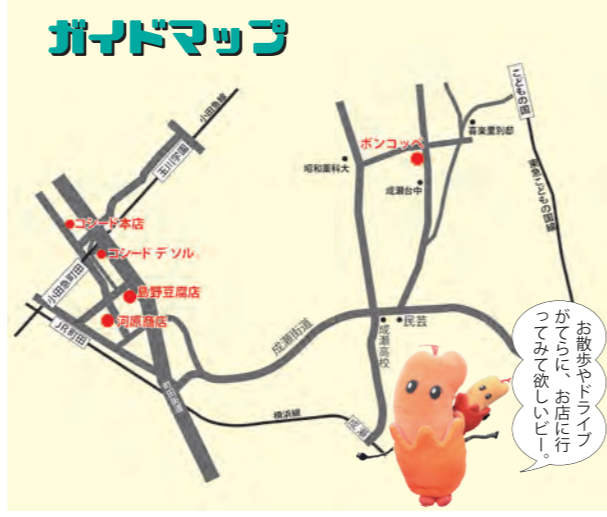 ガイドマップ
小田急線
玉川学園
こどもの国
喜楽里別邸
ボンコッペ
昭和薬科大
成瀬台中
東急こどもの国線
コシード本店
コシード デ ソル
小田急町田
島野豆腐店
河原商店
JR町田
成瀬街道
成瀬高校
民芸
横浜線
成瀬
お散歩やドライブ
がてらに、お店に行
ってみて欲しいビー。